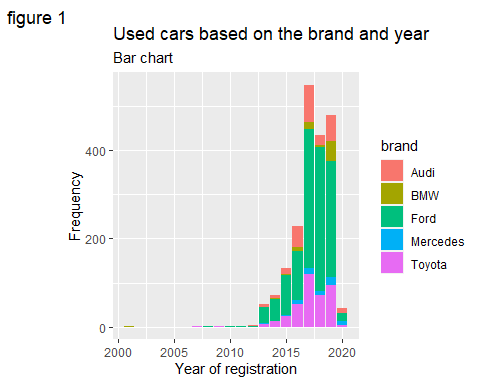 figure 1
Used cars based on the brand and year
Bar chart
Frequency
400
200
0
2000 2005 2010 2015 2020
Year of registration
brand
Audi
BMW
Ford
Mercedes
Toyota